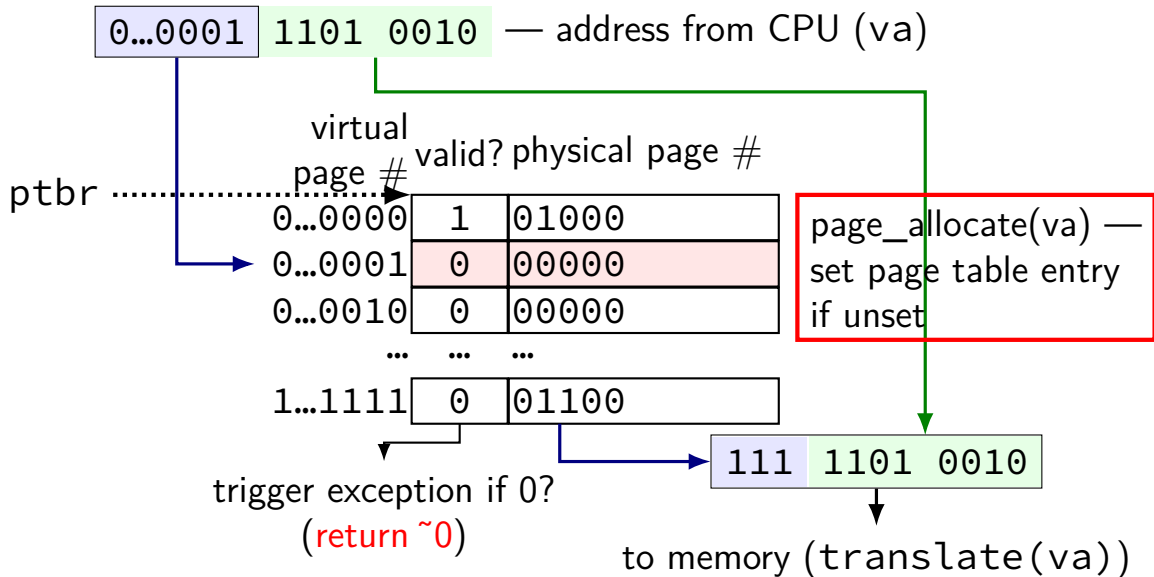 0…0001 1101 0010 — address from CPU (va)
virtual
page #
valid? physical page #
ptbr
0…0000 1 01000
0…0001 0 00000
0…0010 0 00000
… … …
1…1111 0 01100
page_allocate(va) —
set page table entry
if unset
111 1101 0010
trigger exception if 0?
(return ~0)
to memory (translate(va))